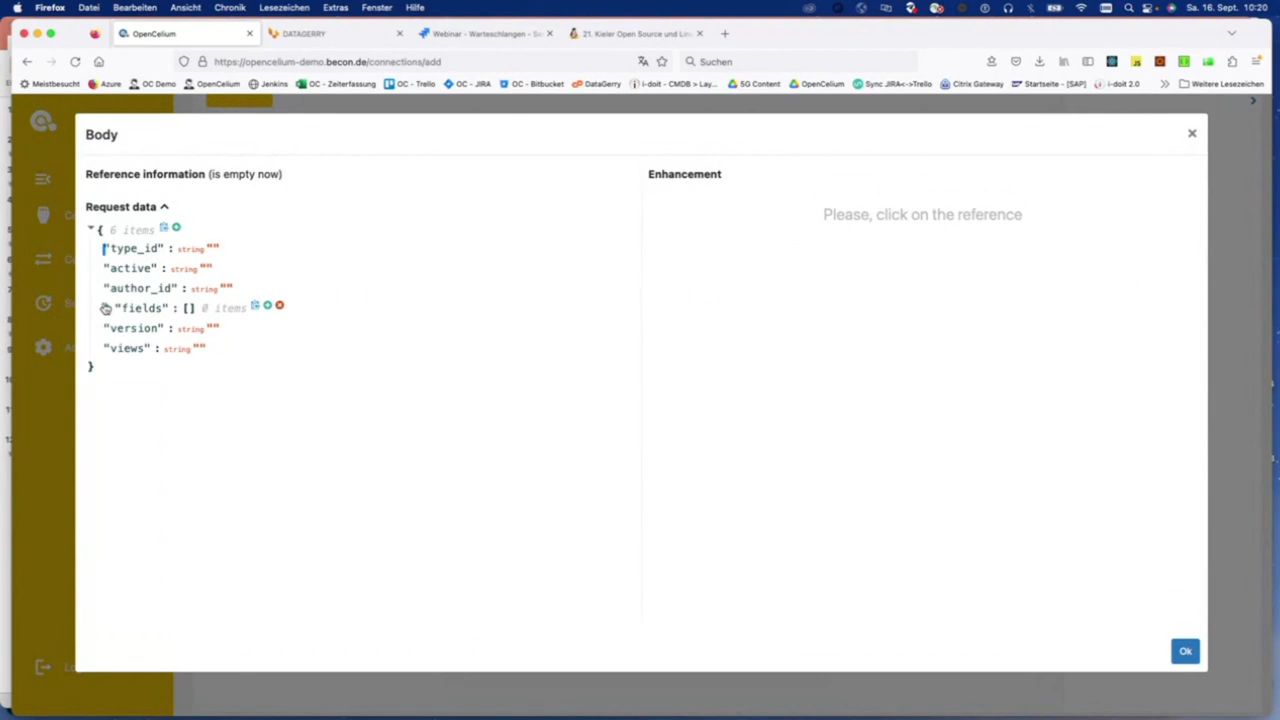 Firefox Datei Bearbeiten Ansicht Chronik Lesezeichen Extras Fenster Hilfe Sa. 16. Sept. 10:20
OpenCelium × DATAGERRY × Webinar - Warteschlangen - Se × 21. Kieler Open Source und Lin × +
https://opencelium-demo.becon.de/connections/add Suchen
Meistbesucht Azure OC Demo OpenCelium Jenkins OC - Zeiterfassung OC – Trello OC - JIRA OC - Bitbucket DataGerry i-doit - CMDB > Lay... SG Content OpenCelium Sync JIRA<->Trello Citrix Gateway Startseite - [SAP] i-doit 2.0 Weitere Lesezeichen
Body ×
Reference information (is empty now) Enhancement
Please, click on the reference
Request data
{ 6 items
"type_id" : string ""
"active" : string ""
"author_id" : string ""
"fields" : [] 0 items
"version" : string ""
"views" : string ""
}
Ok